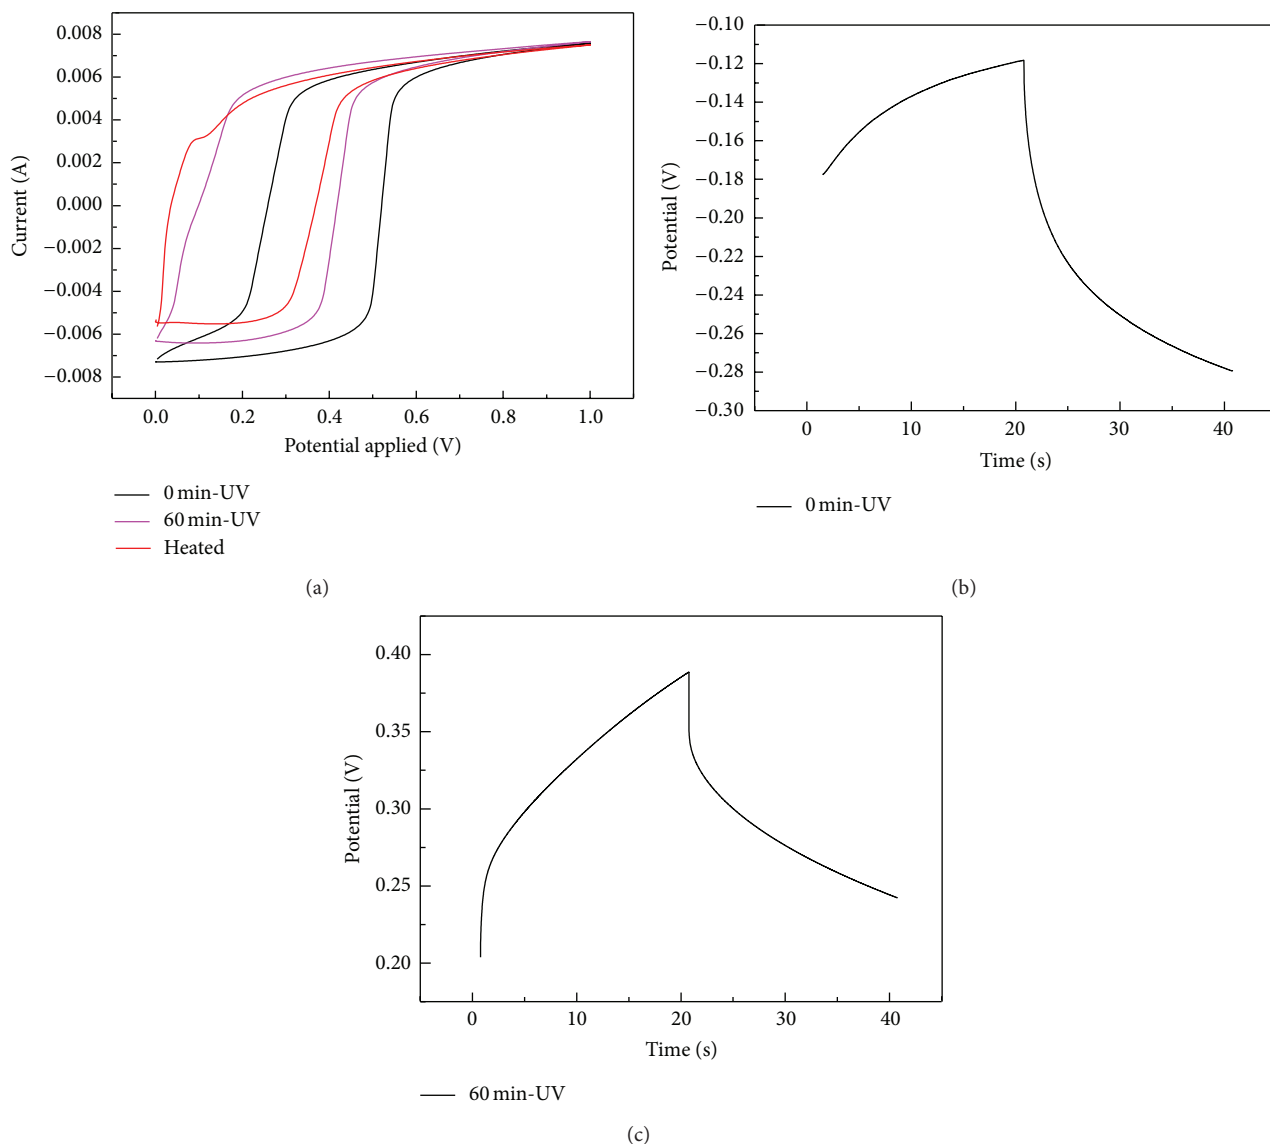 0.008
0.006
0.004
0.002
0.000
−0.002
−0.004
−0.006
−0.008
Current (A)
0.0 0.2 0.4 0.6 0.8 1.0
Potential applied (V)
0 min-UV
60 min-UV
Heated
(a)
−0.10
−0.12
−0.14
−0.16
−0.18
−0.20
−0.22
−0.24
−0.26
−0.28
−0.30
Potential (V)
0 10 20 30 40
Time (s)
0 min-UV
(b)
0.40
0.35
0.30
0.25
0.20
Potential (V)
0 10 20 30 40
Time (s)
60 min-UV
(c)